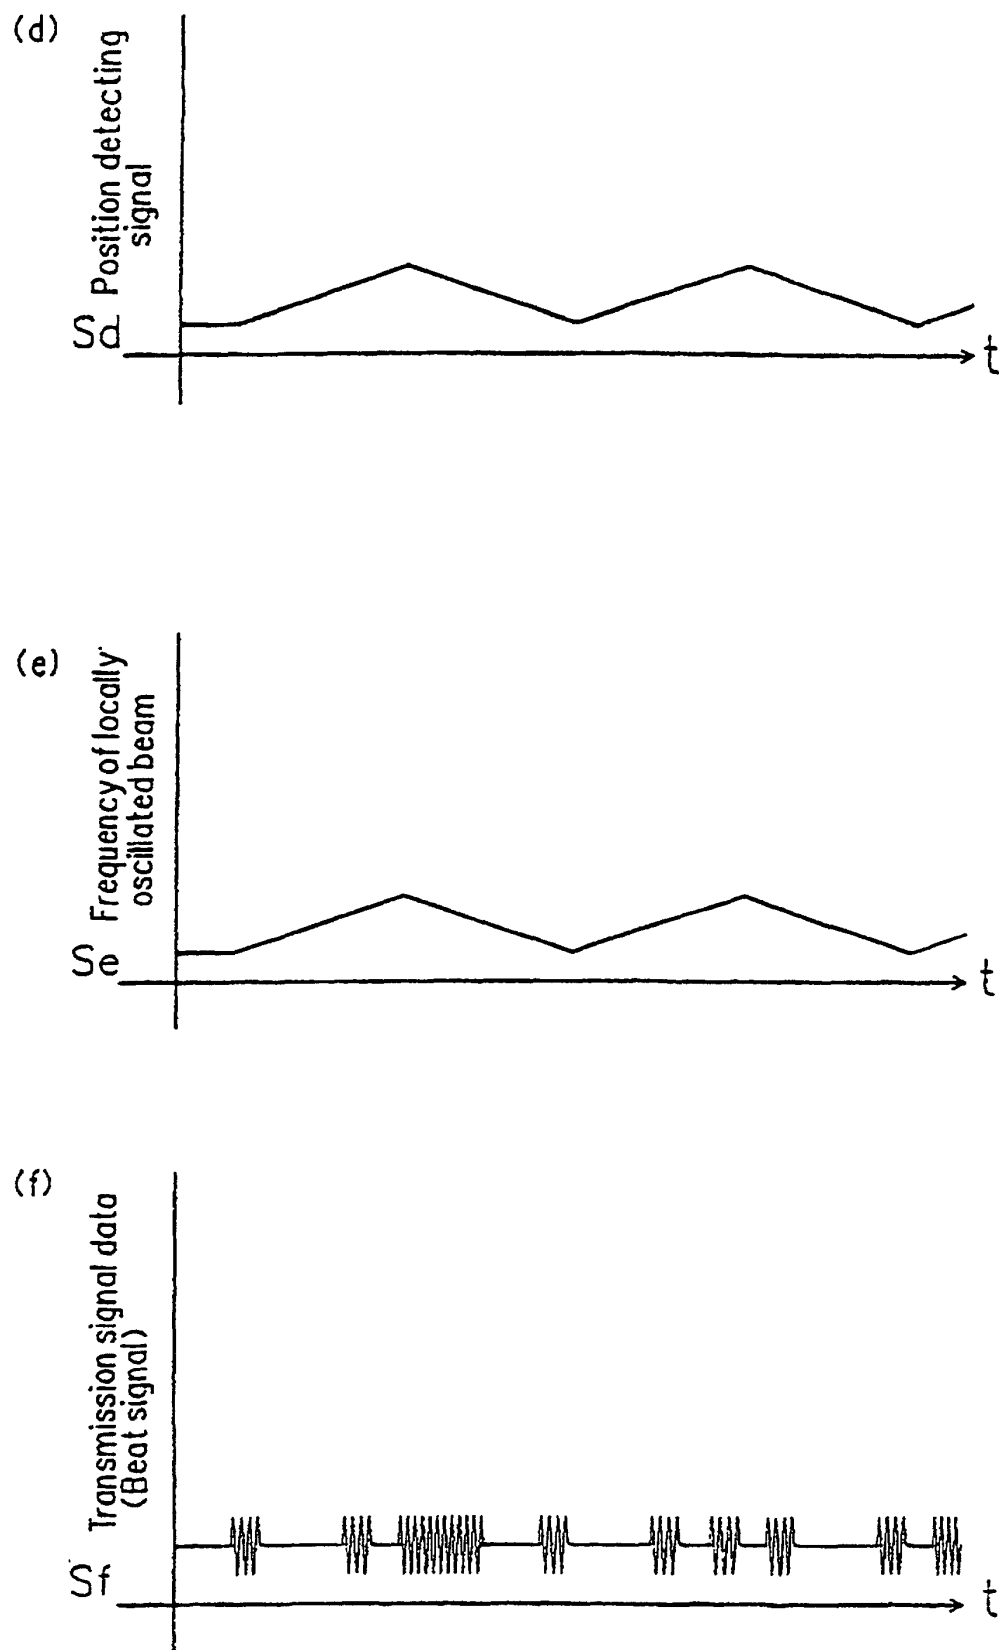 (d)
Position detecting
signal
Sd
t
(e)
Frequency of locally
oscillated beam
Se
t
(f)
Transmission signal data
(Beat signal)
Sf
t